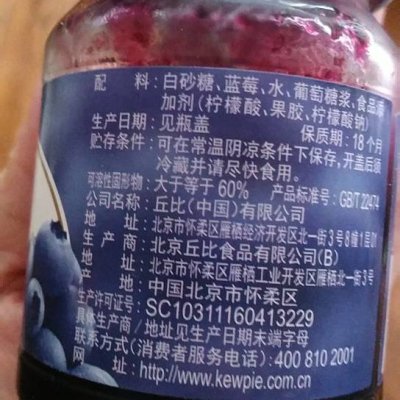 配　　料：白砂糖、蓝莓、水、葡萄糖浆、食品添
加剂（柠檬酸、果胶、柠檬酸钠）
生产日期：见瓶盖　　保质期：18个月
贮存条件：可在常温阴凉条件下保存，开盖后须
冷藏并请尽快食用。
可溶性固形物：大于等于60%　产品标准号：GB/T 22474
公司名称：丘比（中国）有限公司
地　　址：北京市怀柔区雁栖经济开发区北一街3号8幢1层101
生 产 商：北京丘比食品有限公司(B)
地　　址：北京市怀柔区雁栖工业开发区雁栖北一街3号
产　　地：中国北京市怀柔区
生产许可证号：SC10311160413229
具体生产商／地址见生产日期末端字母
联系方式(消费者服务电话)：400 810 2001
网　　址：http://www.kewpie.com.cn